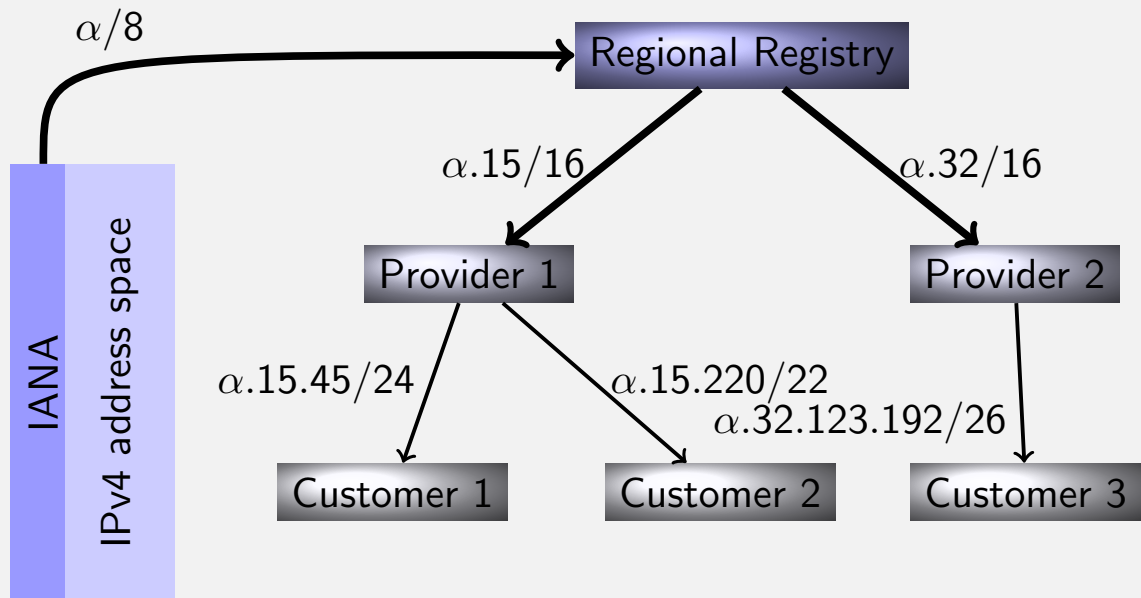 α/8
Regional Registry
α.15/16
α.32/16
IANA
IPv4 address space
Provider 1
Provider 2
α.15.45/24
α.15.220/22
α.32.123.192/26
Customer 1
Customer 2
Customer 3